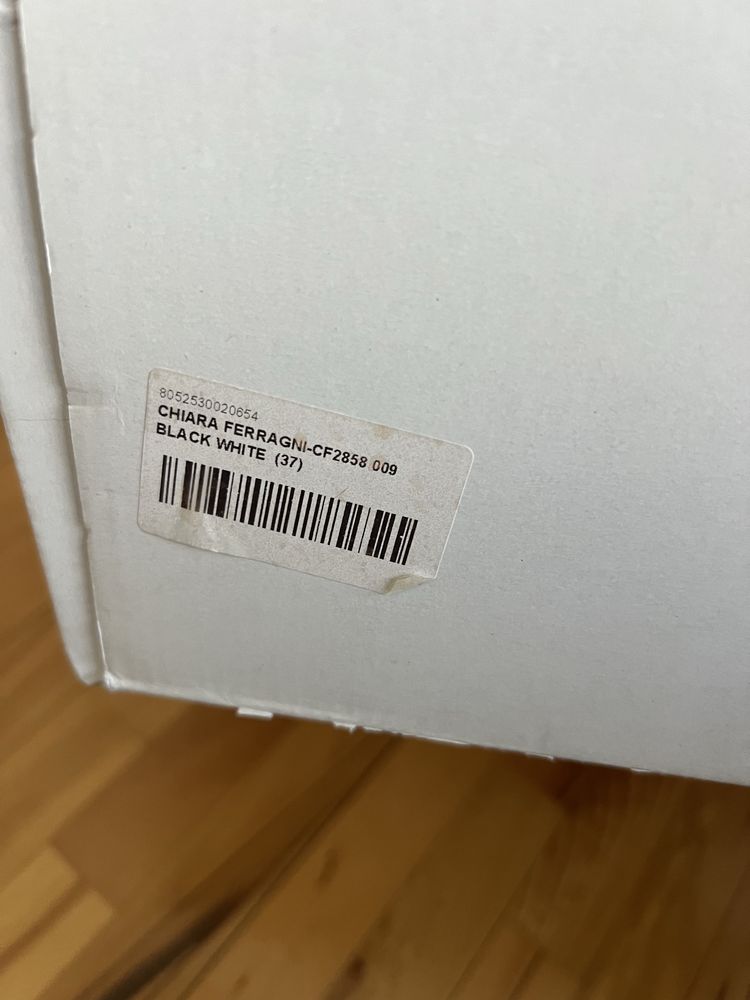 8052530020654
CHIARA FERRAGNI-CF2858 009
BLACK WHITE (37)